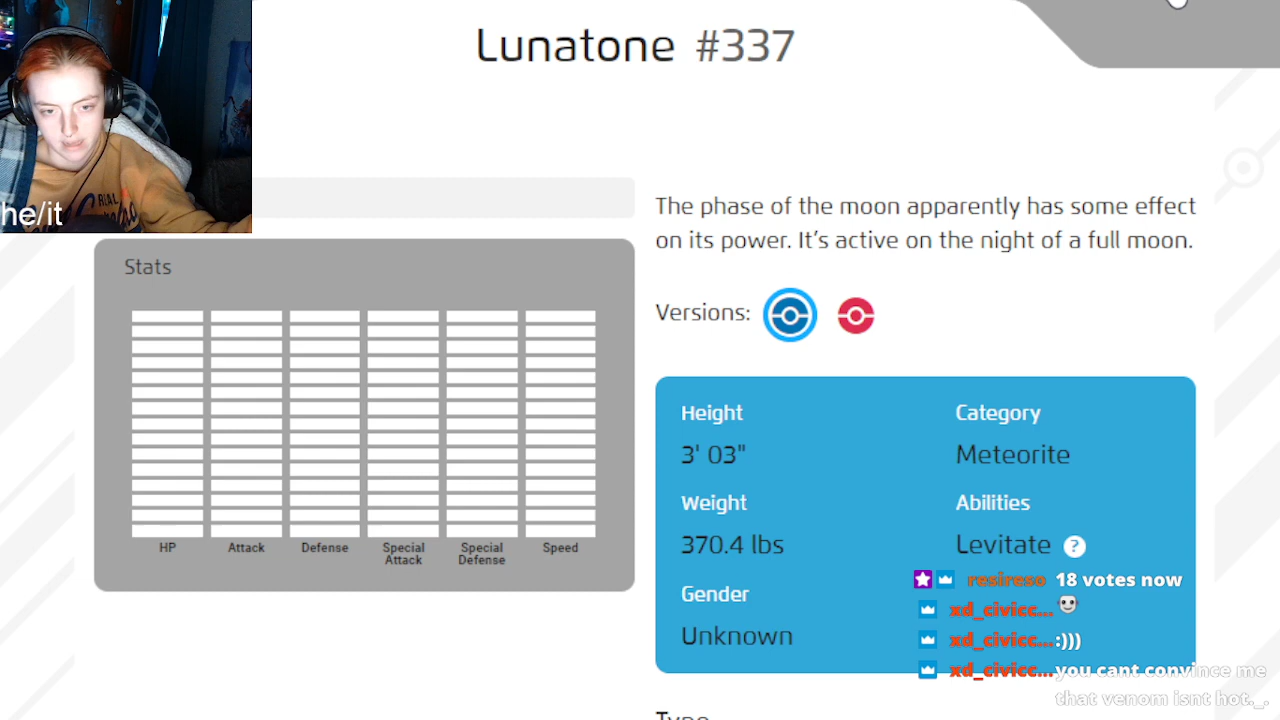 Lunatone #337
he/it
The phase of the moon apparently has some effect
on its power. It's active on the night of a full moon.
Stats
Versions:
HP
Attack
Defense
Special
Attack
Special
Defense
Speed
Height
3' 03"
Category
Meteorite
Weight
370.4 lbs
Abilities
Levitate ?
Gender
Unknown
resireso 18 votes now
xd_civicc...
xd_civicc... :)))
xd_civicc... you cant convince me
that venom isnt hot._.
Type